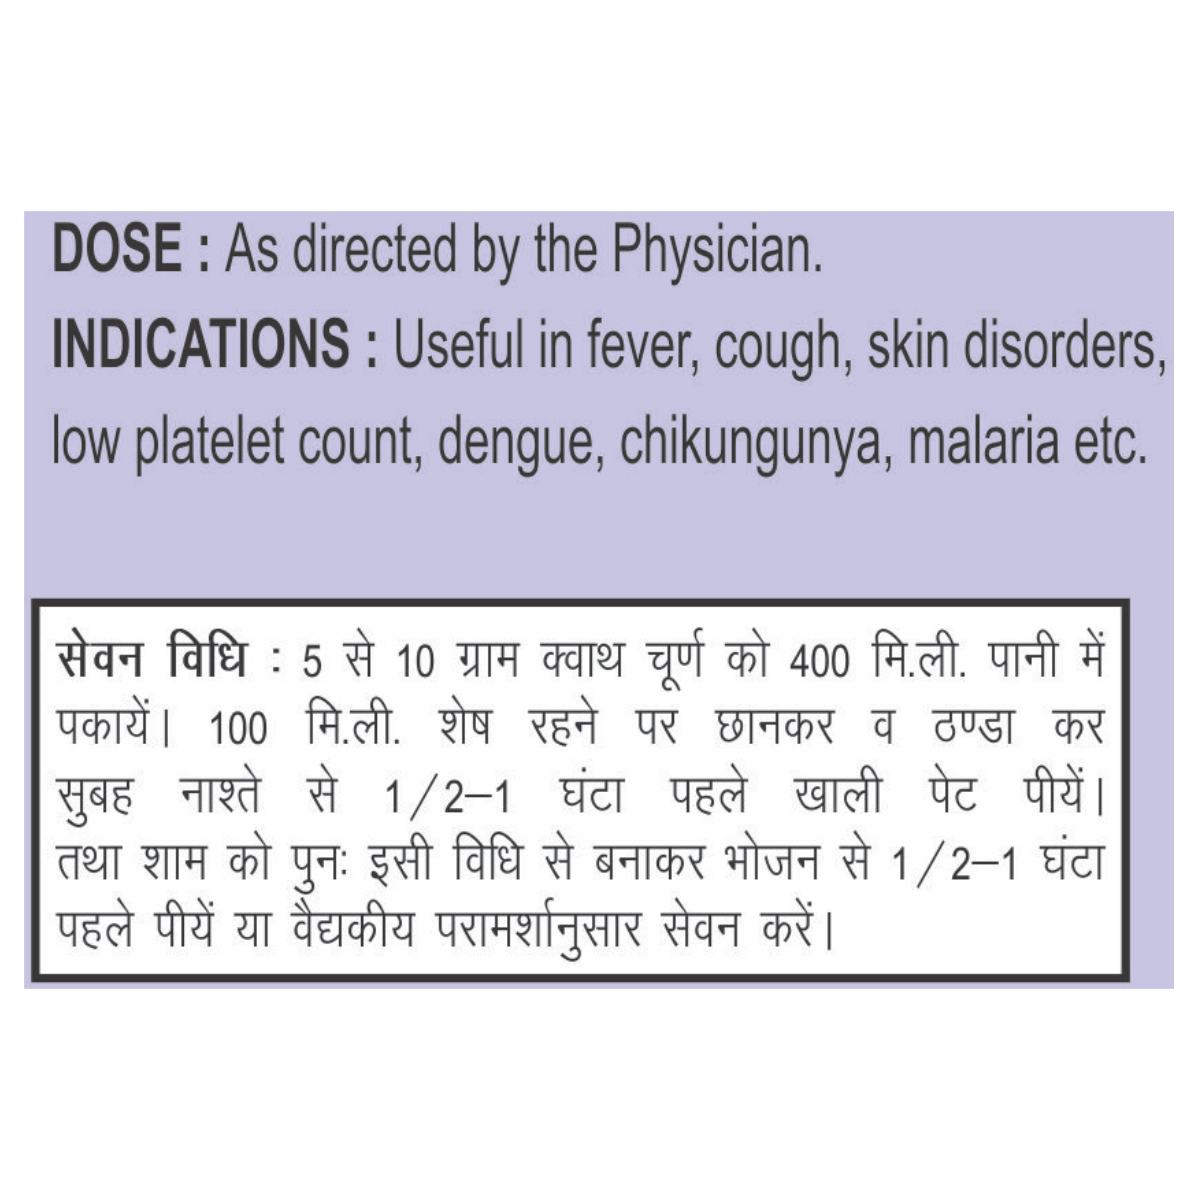 DOSE : As directed by the Physician.
INDICATIONS : Useful in fever, cough, skin disorders,
low platelet count, dengue, chikungunya, malaria etc.
सेवन विधि : 5 से 10 ग्राम क्वाथ चूर्ण को 400 मि.ली. पानी में
पकायें। 100 मि.ली. शेष रहने पर छानकर व ठण्डा कर
सुबह नाश्ते से 1/2–1 घंटा पहले खाली पेट पीयें।
तथा शाम को पुनः इसी विधि से बनाकर भोजन से 1/2–1 घंटा
पहले पीयें या वैद्यकीय परामर्शानुसार सेवन करें।